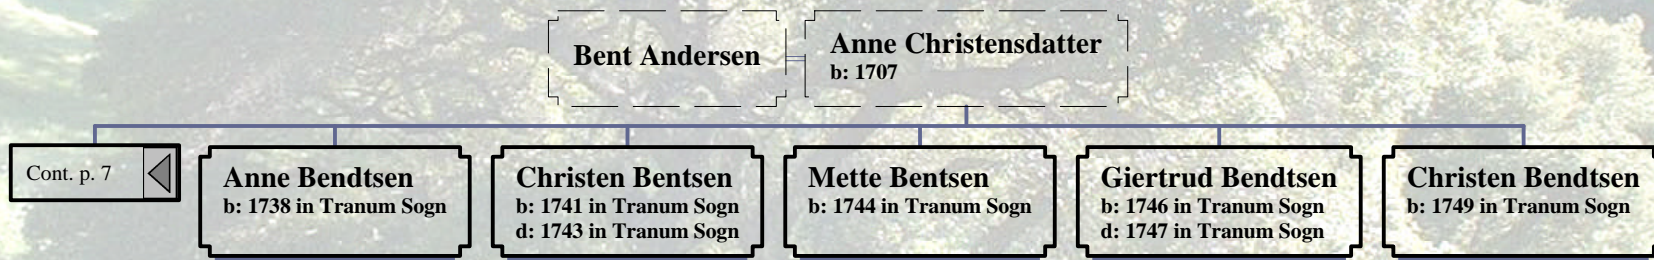 Bent Andersen
Anne Christensdatter
b: 1707
Cont. p. 7
Anne Bendtsen
b: 1738 in Tranum Sogn
Christen Bentsen
b: 1741 in Tranum Sogn
d: 1743 in Tranum Sogn
Mette Bentsen
b: 1744 in Tranum Sogn
Giertrud Bendtsen
b: 1746 in Tranum Sogn
d: 1747 in Tranum Sogn
Christen Bendtsen
b: 1749 in Tranum Sogn